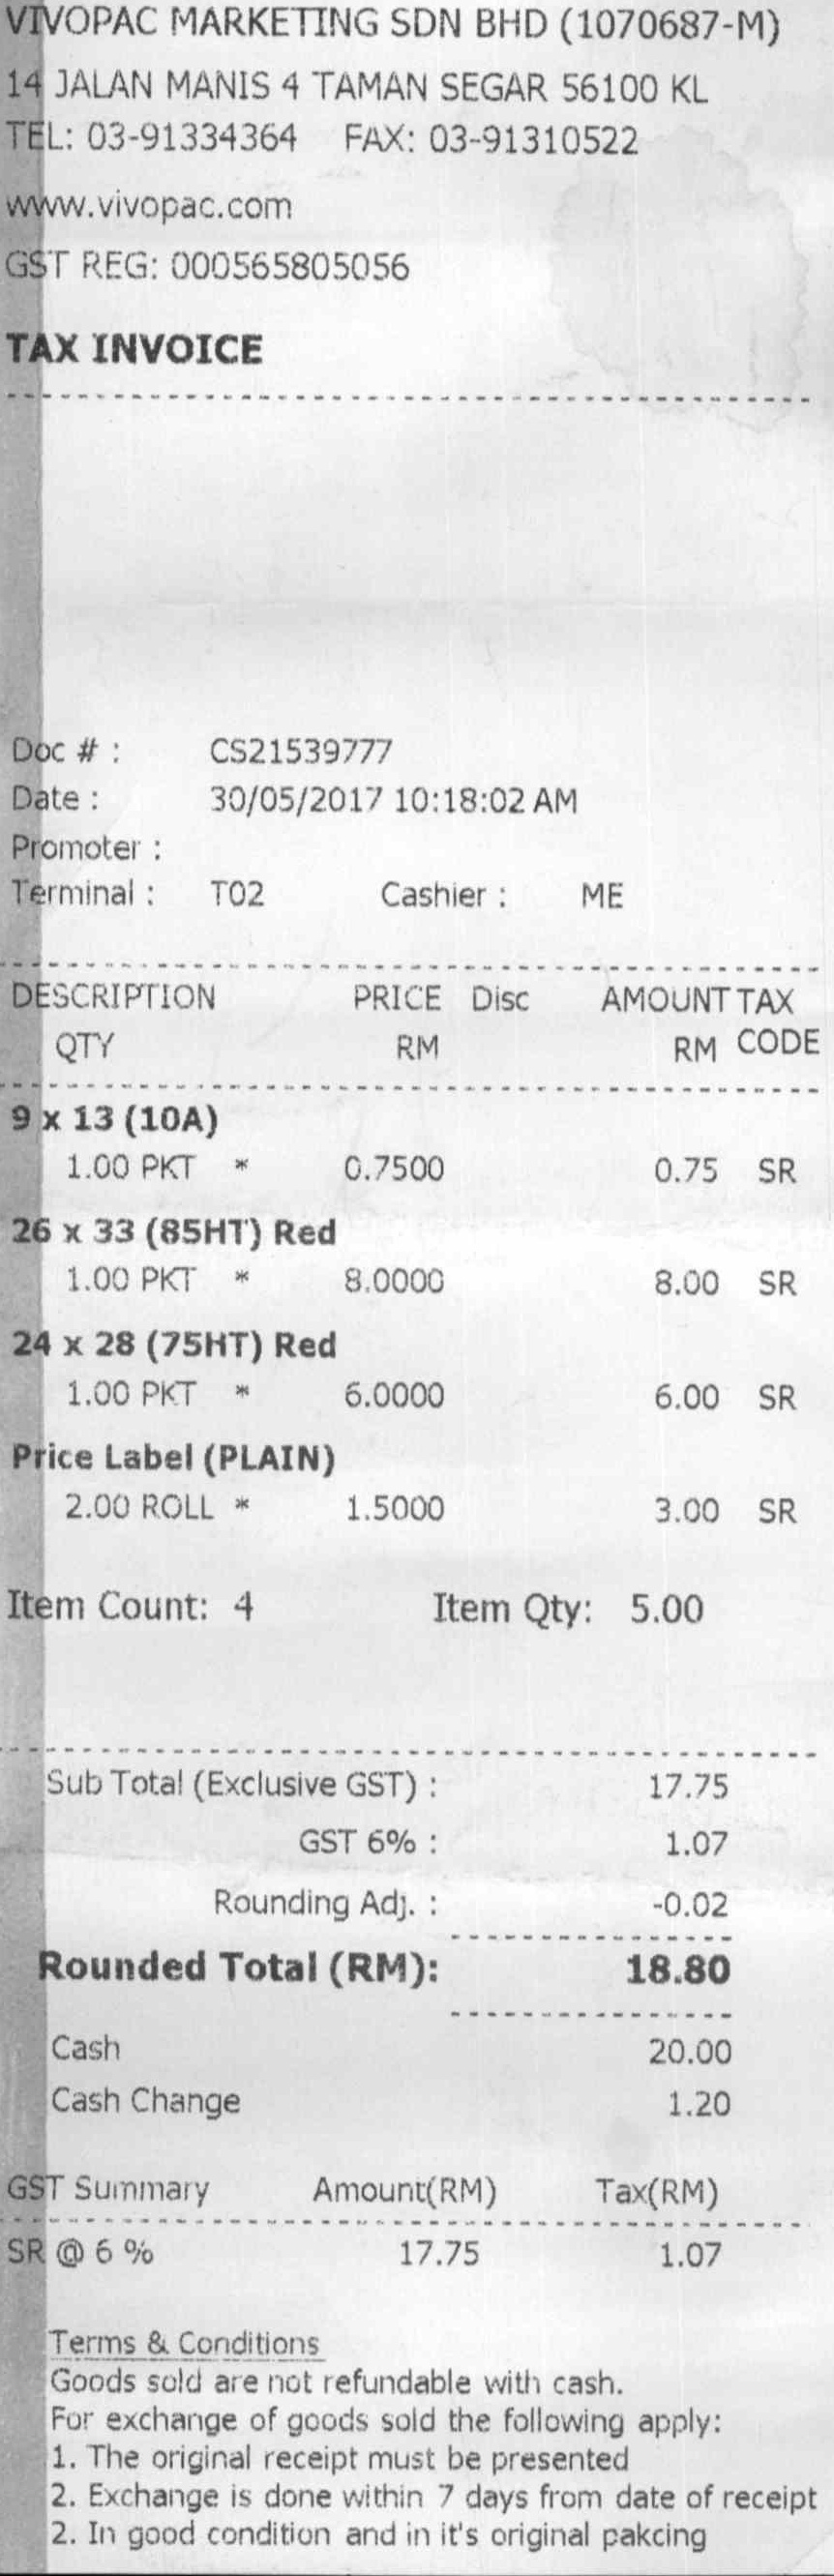 VIVOPAC MARKETING SDN BHD (1070687-M)
14 JALAN MANIS 4 TAMAN SEGAR 56100 KL
TEL: 03-91334364 FAX: 03-91310522
www.vivopac.com
GST REG: 000565805056
TAX INVOICE
Doc # : CS21539777
Date : 30/05/2017 10:18:02 AM
Promoter :
Terminal : T02 Cashier : ME
DESCRIPTION PRICE Disc AMOUNT TAX
QTY RM RM CODE
9 x 13 (10A)
1.00 PKT * 0.7500 0.75 SR
26 x 33 (85HT) Red
1.00 PKT * 8.0000 8.00 SR
24 x 28 (75HT) Red
1.00 PKT * 6.0000 6.00 SR
Price Label (PLAIN)
2.00 ROLL * 1.5000 3.00 SR
Item Count: 4 Item Qty: 5.00
Sub Total (Exclusive GST) : 17.75
GST 6% : 1.07
Rounding Adj. : -0.02
Rounded Total (RM): 18.80
Cash 20.00
Cash Change 1.20
GST Summary Amount(RM) Tax(RM)
SR @ 6 % 17.75 1.07
Terms & Conditions
Goods sold are not refundable with cash.
For exchange of goods sold the following apply:
1. The original receipt must be presented
2. Exchange is done within 7 days from date of receipt
2. In good condition and in it's original pakcing